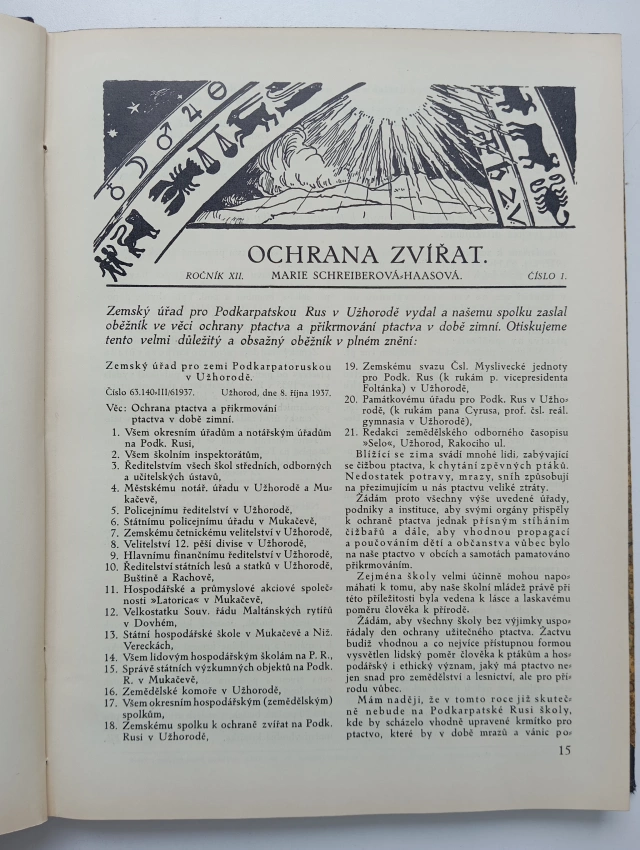 OCHRANA ZVÍŘAT.
ROČNÍK XII. MARIE SCHREIBEROVÁ-HAASOVÁ. ČÍSLO 1.
Zemský úřad pro Podkarpatskou Rus v Užhorodě vydal a našemu spolku zaslal
oběžník ve věci ochrany ptactva a přikrmování ptactva v době zimní. Otiskujeme
tento velmi důležitý a obsažný oběžník v plném znění:
Zemský úřad pro zemi Podkarpatoruskou
v Užhorodě.
Číslo 63.140-III/61937. Užhorod, dne 8. října 1937.
Věc: Ochrana ptactva a přikrmování
ptactva v době zimní.
1. Všem okresním úřadům a notářským úřadům
na Podk. Rusi,
2. Všem školním inspektorátům,
3. Ředitelstvím všech škol středních, odborných
a učitelských ústavů,
4. Městskému notář. úřadu v Užhorodě a Mu-
kačevě,
5. Policejnímu ředitelství v Užhorodě,
6. Státnímu policejnímu úřadu v Mukačevě,
7. Zemskému četnickému velitelství v Užhorodě,
8. Velitelství 12. pěší divise v Užhorodě,
9. Hlavnímu finančnímu ředitelství v Užhorodě,
10. Ředitelství státních lesů a statků v Užhorodě,
Buštině a Rachově,
11. Hospodářské a průmyslové akciové společ-
nosti »Latorica« v Mukačevě,
12. Velkostatku Souv. řádu Maltánských rytířů
v Dovhém,
13. Státní hospodářské škole v Mukačevě a Niž.
Vereckách,
14. Všem lidovým hospodářským školám na P. R.,
15. Správě státních výzkumných objektů na Podk.
R. v Mukačevě,
16. Zemědělské komoře v Užhorodě,
17. Všem okresním hospodářským (zemědělským)
spolkům,
18. Zemskému spolku k ochraně zvířat na Podk.
Rusi v Užhorodě,
19. Zemskému svazu Čsl. Myslivecké jednoty
pro Podk. Rus (k rukám p. vicepresidenta
Foltánka) v Užhorodě,
20. Památkovému úřadu pro Podk. Rus v Užho-
rodě, (k rukám pana Cyrusa, prof. čsl. reál.
gymnasia v Užhorodě),
21. Redakci zemědělského odborného časopisu
»Selo«, Užhorod, Rakociho ul.
Blížící se zima svádí mnohé lidi, zabývající
se čižbou ptactva, k chytání zpěvných ptáků.
Nedostatek potravy, mrazy, sníh způsobují
na přezimujícím u nás ptactvu veliké ztráty.
Žádám proto všechny výše uvedené úřady,
podniky a instituce, aby svými orgány přispěly
k ochraně ptactva jednak přísným stíháním
čižbařů a dále, aby vhodnou propagací
a poučováním dětí a občanstva vůbec bylo
na naše ptactvo v obcích a samotách pamatováno
přikrmováním.
Zejména školy velmi účinně mohou napo-
máhati k tomu, aby naše školní mládež právě při
této příležitosti byla vedena k lásce a laskavému
poměru člověka k přírodě.
Žádám, aby všechny školy bez výjimky uspo-
řádaly den ochrany užitečného ptactva. Žactvu
budiž vhodnou a co nejvíce přístupnou formou
vysvětlen lidský poměr člověka k ptákům a hos-
podářský i ethický význam, jaký má ptactvo ne-
jen snad pro zemědělství a lesnictví, ale pro pří-
rodu vůbec.
Mám naději, že v tomto roce již skuteč-
ně nebude na Podkarpatské Rusi školy,
kde by scházelo vhodně upravené krmítko pro
ptactvo, které by v době mrazů a vánic po-
15